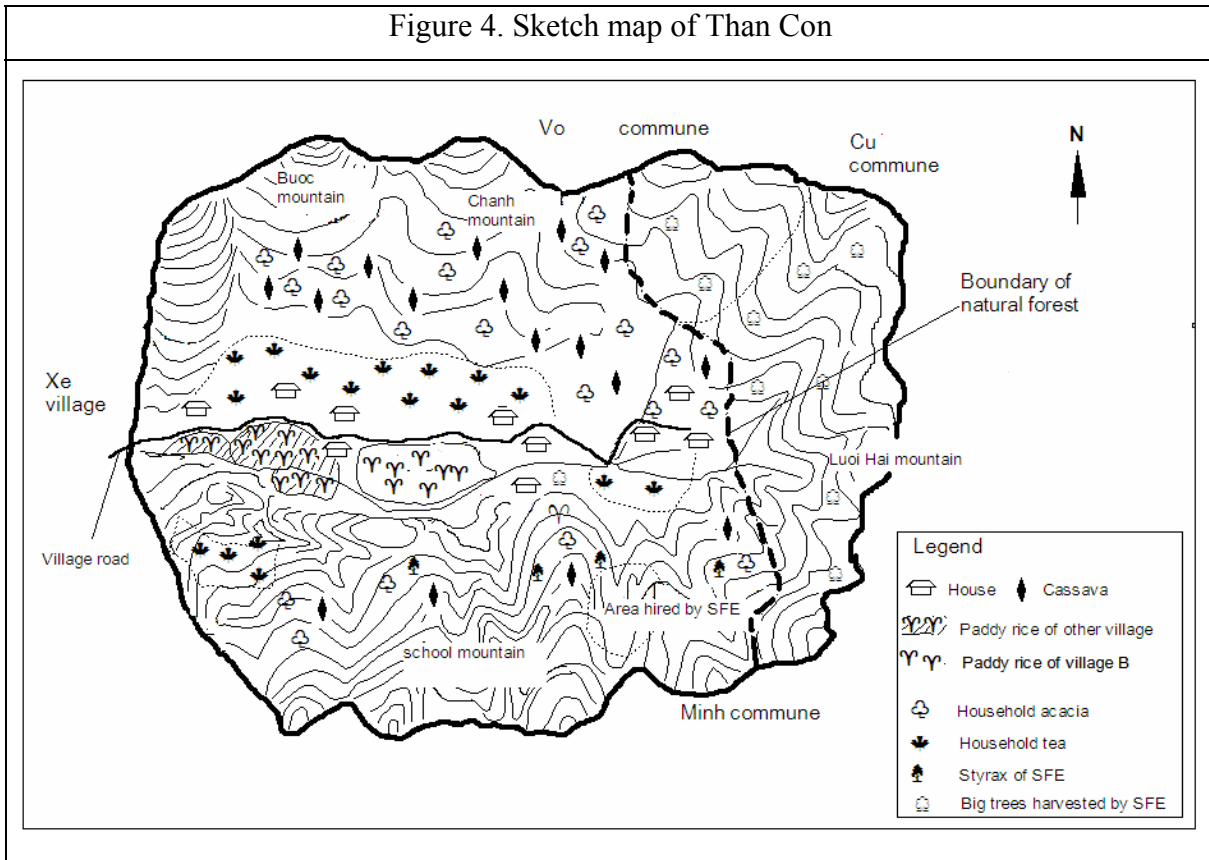 Figure 4. Sketch map of Than Con
Vo commune
Cu
commune
N
Buoc
mountain
Chanh
mountain
Boundary of
natural forest
Xe
village
Luoi Hai mountain
Village road
Area hired by SFE
school mountain
Minh commune
Legend
House
Cassava
Paddy rice of other village
Paddy rice of village B
Household acacia
Household tea
Styrax of SFE
Big trees harvested by SFE